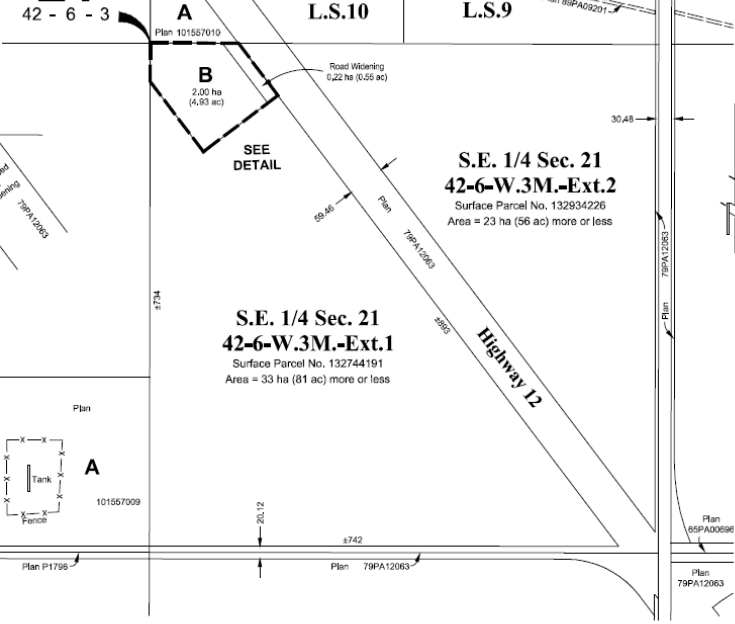 42 - 6 - 3
A
Plan 101557010
L.S.10
L.S.9
Plan 89PA09201
B
2.00 ha
(4.93 ac)
Road Widening
0.22 ha (0.55 ac)
SEE
DETAIL
30.48
S.E. 1/4 Sec. 21
42-6-W.3M.-Ext.2
Surface Parcel No. 132934226
Area = 23 ha (56 ac) more or less
79PA12063
59.46
Plan 79PA12063
Plan 79PA12063
±734
±893
S.E. 1/4 Sec. 21
42-6-W.3M.-Ext.1
Surface Parcel No. 132744191
Area = 33 ha (81 ac) more or less
Highway 12
Plan
A
Tank
Fence
101557009
20.12
±742
Plan P1796
Plan 79PA12063
Plan
65PA00696
Plan
79PA12063